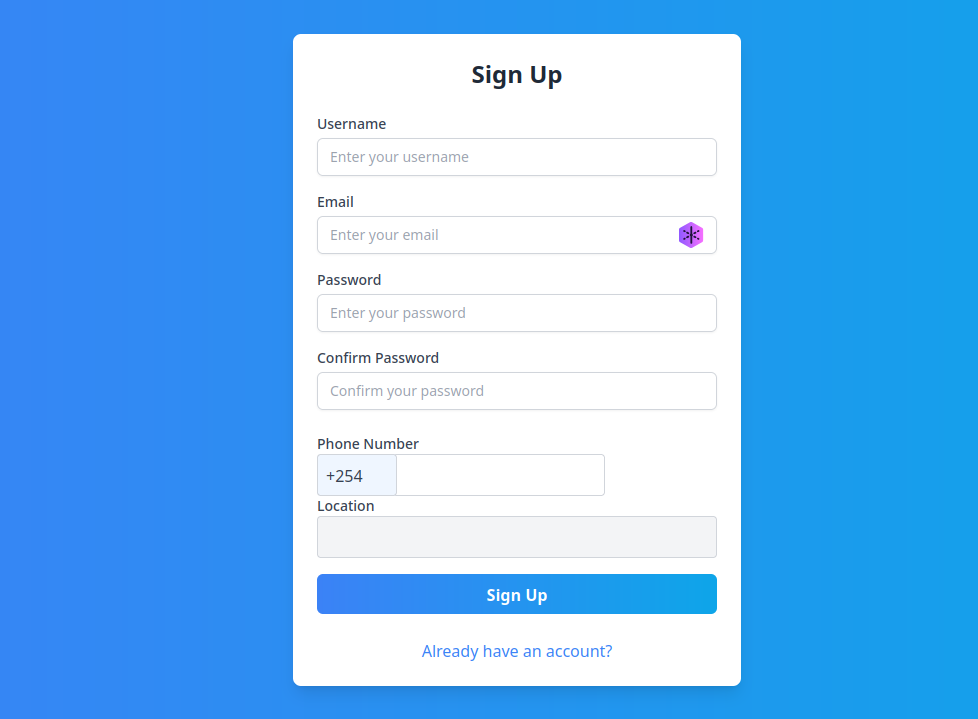 Sign Up
Username
Enter your username
Email
Enter your email
Password
Enter your password
Confirm Password
Confirm your password
Phone Number
+254
Location
Sign Up
Already have an account?